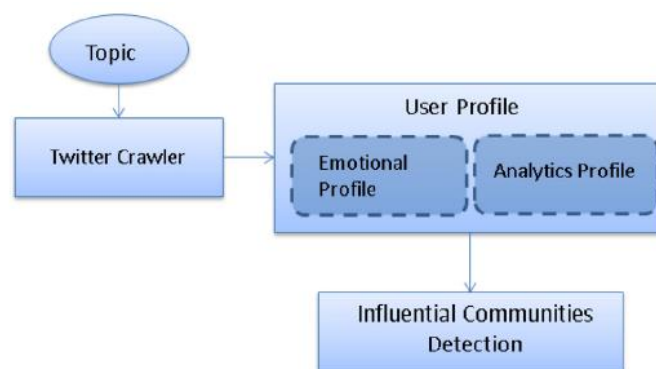 Topic
Twitter Crawler
User Profile
Emotional
Profile
Analytics Profile
Influential Communities
Detection